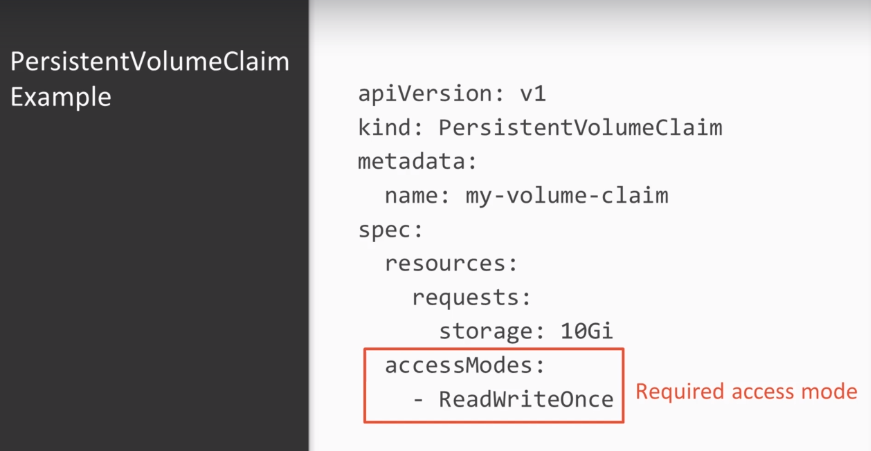 PersistentVolumeClaim
Example
apiVersion: v1
kind: PersistentVolumeClaim
metadata:
  name: my-volume-claim
spec:
  resources:
    requests:
      storage: 10Gi
  accessModes:
    - ReadWriteOnce
Required access mode